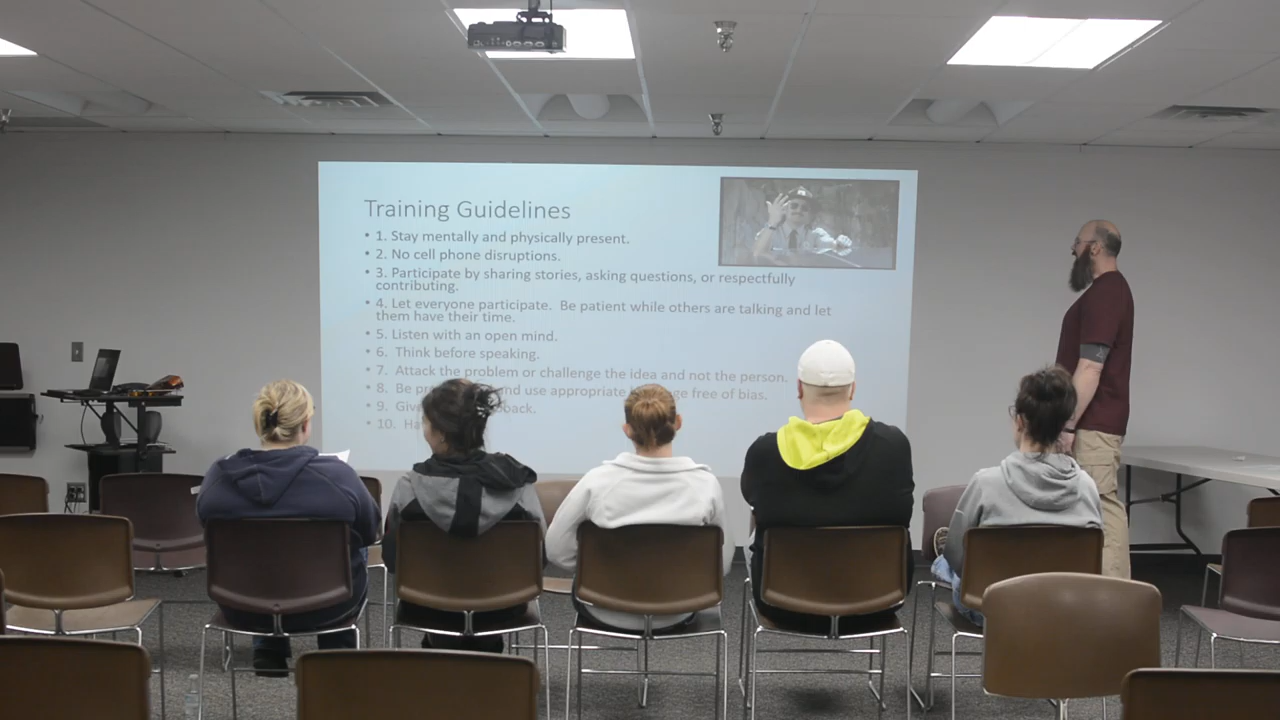 Training Guidelines
• 1. Stay mentally and physically present.
• 2. No cell phone disruptions.
• 3. Participate by sharing stories, asking questions, or respectfully
contributing.
• 4. Let everyone participate.  Be patient while others are talking and let
them have their time.
• 5. Listen with an open mind.
• 6.  Think before speaking.
• 7.  Attack the problem or challenge the idea and not the person.
• 8.  Be and use appropriate free of bias.
• 9.
• 10.